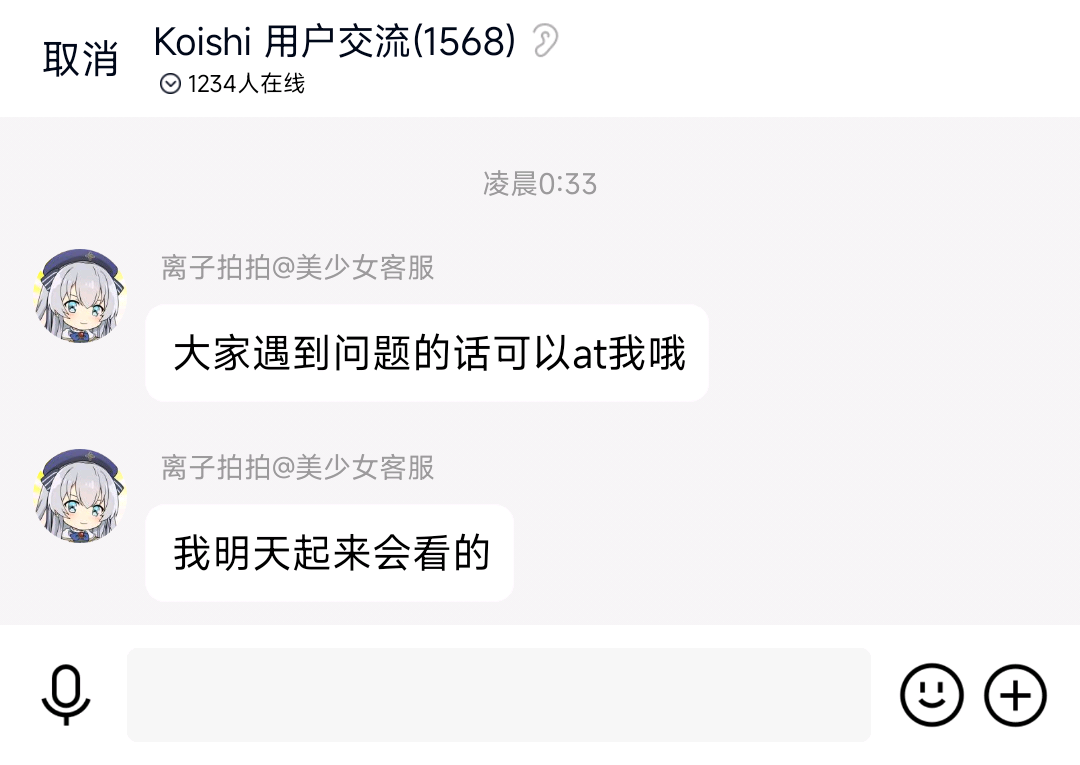 取消
Koishi 用户交流(1568)
1234人在线
凌晨0:33
离子拍拍@美少女客服
大家遇到问题的话可以at我哦
离子拍拍@美少女客服
我明天起来会看的